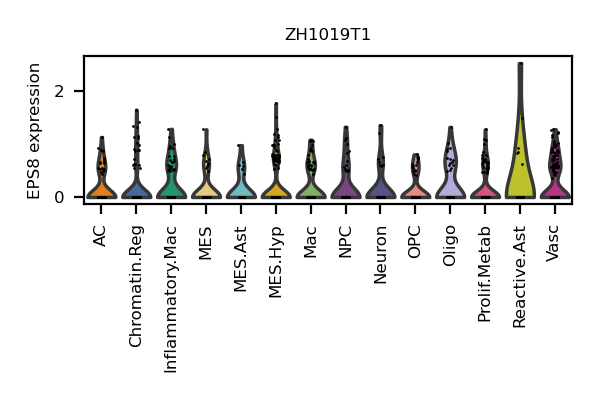 ZH1019T1
EPS8 expression
2
0
AC
Chromatin.Reg
Inflammatory.Mac
MES
MES.Ast
MES.Hyp
Mac
NPC
Neuron
OPC
Oligo
Prolif.Metab
Reactive.Ast
Vasc